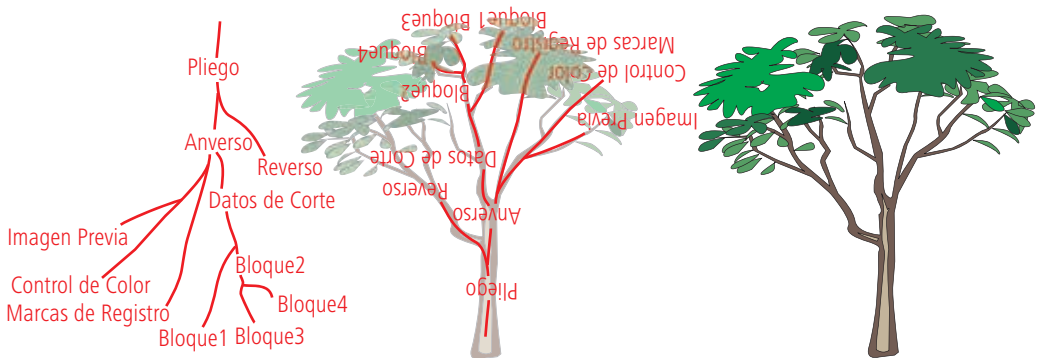 Pliego
Anverso
Reverso
Datos de Corte
Imagen Previa
Bloque2
Control de Color
Bloque4
Marcas de Registro
Bloque1
Bloque3
Bloque3
Bloque1
Marcas de Registro
Bloque4
Control de Color
Bloque2
Imagen Previa
Datos de Corte
Reverso
Anverso
Pliego